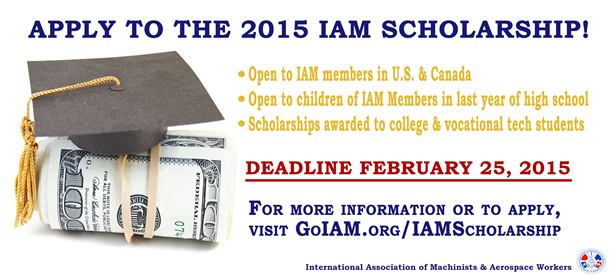 APPLY TO THE 2015 IAM SCHOLARSHIP!
• Open to IAM members in U.S. & Canada
• Open to children of IAM Members in last year of high school
• Scholarships awarded to college & vocational tech students
DEADLINE FEBRUARY 25, 2015
FOR MORE INFORMATION OR TO APPLY,
VISIT GOIAM.ORG/IAMSCHOLARSHIP
International Association of Machinists & Aerospace Workers
100
FEDERAL